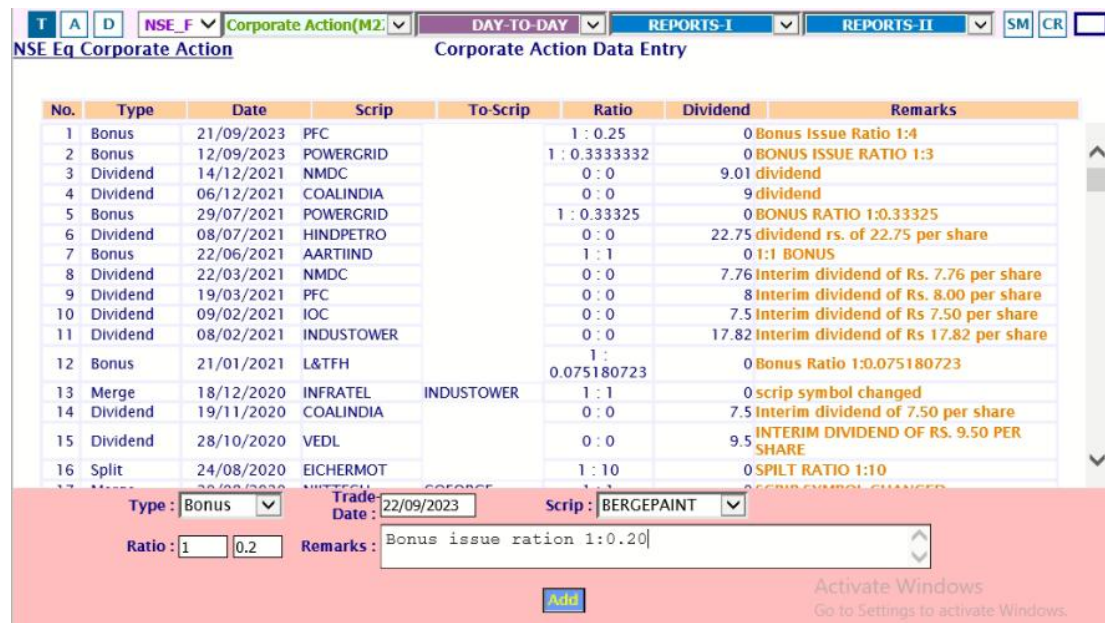 T A D NSE_F Corporate Action(M2: DAY-TO-DAY REPORTS-I REPORTS-II SM CR
NSE Eq Corporate Action Corporate Action Data Entry
No. Type Date Scrip To-Scrip Ratio Dividend Remarks
1 Bonus 21/09/2023 PFC 1 : 0.25 0 Bonus Issue Ratio 1:4
2 Bonus 12/09/2023 POWERGRID 1 : 0.3333332 0 BONUS ISSUE RATIO 1:3
3 Dividend 14/12/2021 NMDC 0 : 0 9.01 dividend
4 Dividend 06/12/2021 COALINDIA 0 : 0 9 dividend
5 Bonus 29/07/2021 POWERGRID 1 : 0.33325 0 BONUS RATIO 1:0.33325
6 Dividend 08/07/2021 HINDPETRO 0 : 0 22.75 dividend rs. of 22.75 per share
7 Bonus 22/06/2021 AARTIIND 1 : 1 0 1:1 BONUS
8 Dividend 22/03/2021 NMDC 0 : 0 7.76 Interim dividend of Rs. 7.76 per share
9 Dividend 19/03/2021 PFC 0 : 0 8 Interim dividend of Rs. 8.00 per share
10 Dividend 09/02/2021 IOC 0 : 0 7.5 Interim dividend of Rs 7.50 per share
11 Dividend 08/02/2021 INDUSTOWER 0 : 0 17.82 Interim dividend of Rs 17.82 per share
12 Bonus 21/01/2021 L&TFH 1 :
0.075180723 0 Bonus Ratio 1:0.075180723
13 Merge 18/12/2020 INFRATEL INDUSTOWER 1 : 1 0 scrip symbol changed
14 Dividend 19/11/2020 COALINDIA 0 : 0 7.5 Interim dividend of 7.50 per share
15 Dividend 28/10/2020 VEDL 0 : 0 9.5 INTERIM DIVIDEND OF RS. 9.50 PER
SHARE
16 Split 24/08/2020 EICHERMOT 1 : 10 0 SPILT RATIO 1:10
Type : Bonus Trade-
Date : 22/09/2023 Scrip : BERGEPAINT
Ratio : 1 0.2 Remarks : Bonus issue ration 1:0.20
Add
Activate Windows
Go to Settings to activate Windows.